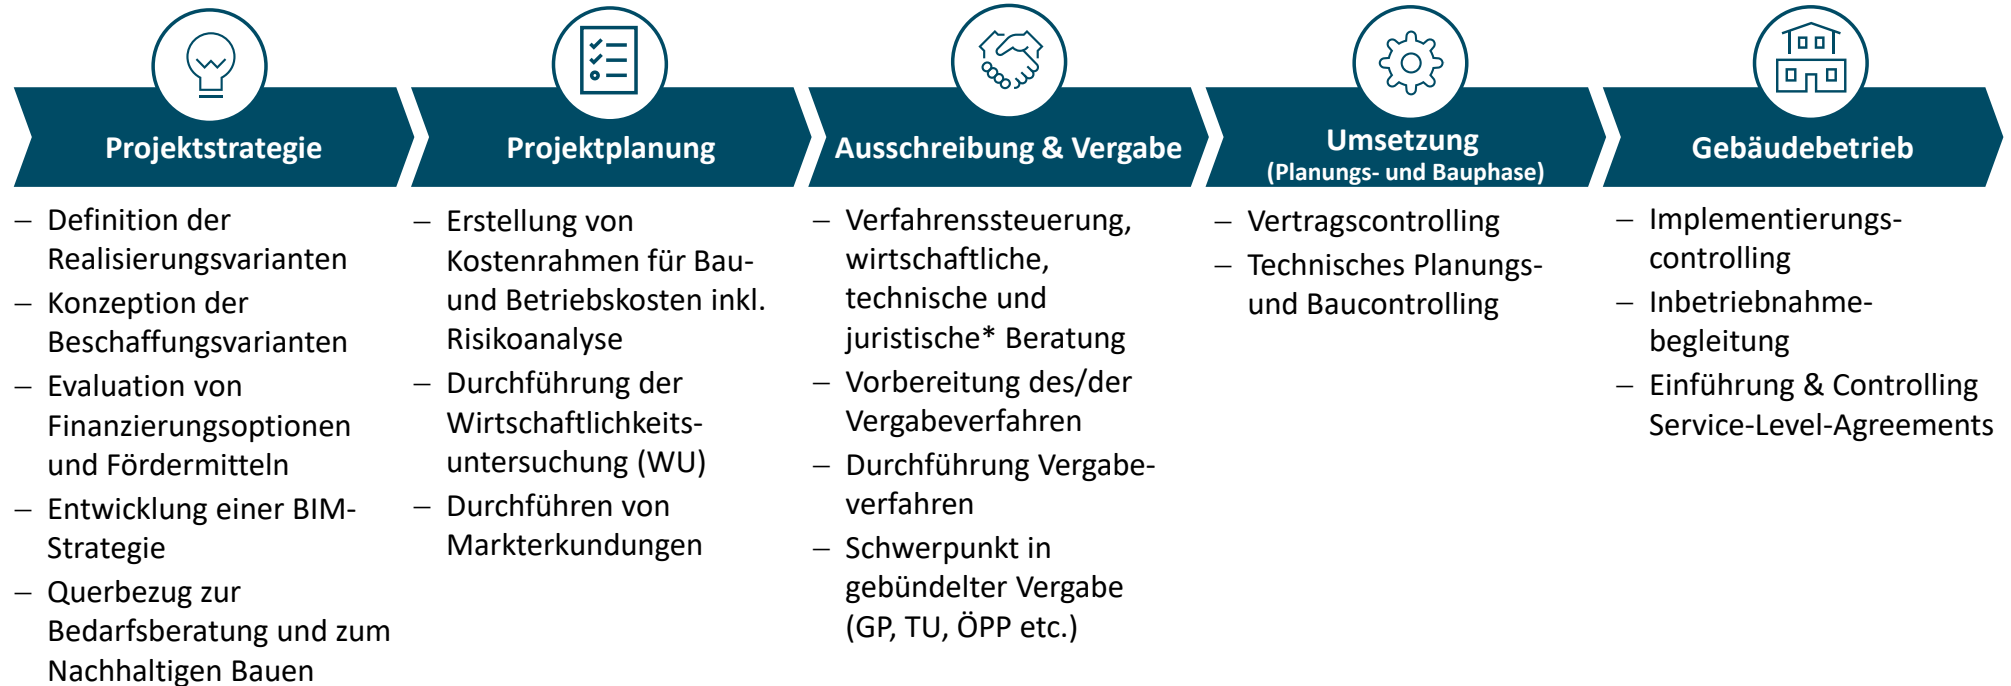 Projektstrategie
– Definition der
Realisierungsvarianten
– Konzeption der
Beschaffungsvarianten
– Evaluation von
Finanzierungsoptionen
und Fördermitteln
– Entwicklung einer BIM-
Strategie
– Querbezug zur
Bedarfsberatung und zum
Nachhaltigen Bauen
Projektplanung
– Erstellung von
Kostenrahmen für Bau-
und Betriebskosten inkl.
Risikoanalyse
– Durchführung der
Wirtschaftlichkeits-
untersuchung (WU)
– Durchführen von
Markterkundungen
Ausschreibung & Vergabe
– Verfahrenssteuerung,
wirtschaftliche,
technische und
juristische* Beratung
– Vorbereitung des/der
Vergabeverfahren
– Durchführung Vergabe-
verfahren
– Schwerpunkt in
gebündelter Vergabe
(GP, TU, ÖPP etc.)
Umsetzung
(Planungs- und Bauphase)
– Vertragscontrolling
– Technisches Planungs-
und Baucontrolling
Gebäudebetrieb
– Implementierungs-
controlling
– Inbetriebnahme-
begleitung
– Einführung & Controlling
Service-Level-Agreements